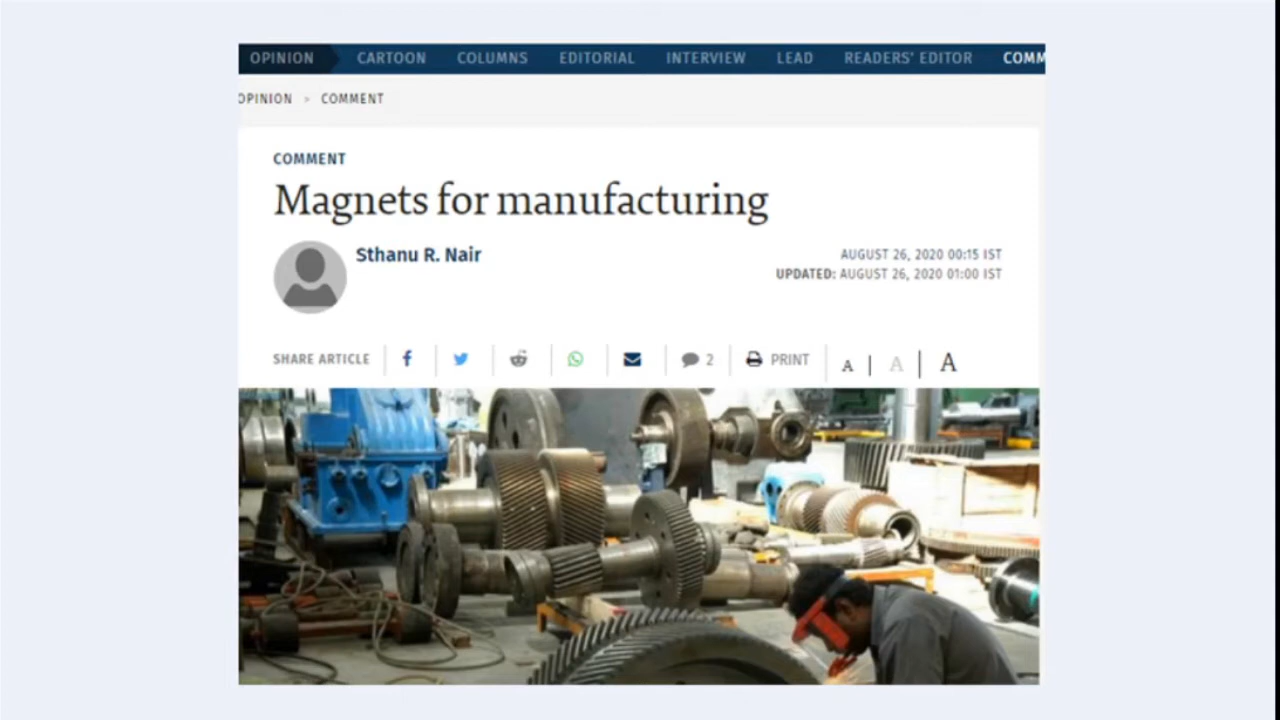 OPINION CARTOON COLUMNS EDITORIAL INTERVIEW LEAD READERS' EDITOR COMM
OPINION > COMMENT
COMMENT
Magnets for manufacturing
Sthanu R. Nair
AUGUST 26, 2020 00:15 IST
UPDATED: AUGUST 26, 2020 01:00 IST
SHARE ARTICLE 2 PRINT A | A | A